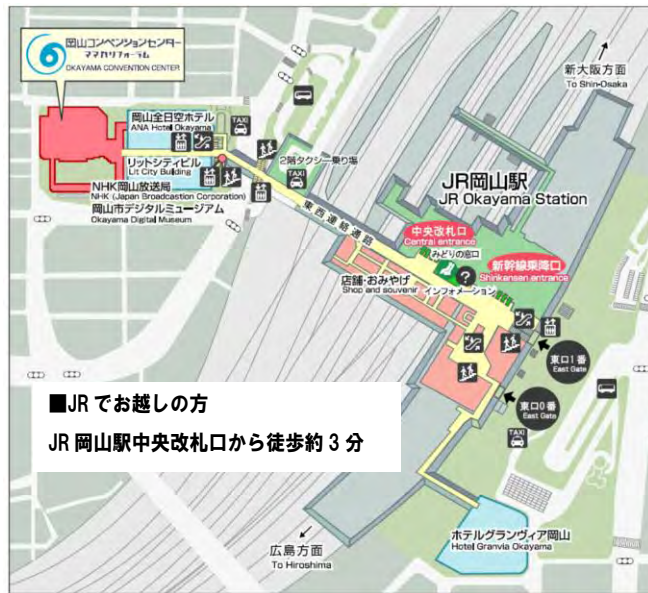 岡山コンベンションセンター
ママカリフォーラム
OKAYAMA CONVENTION CENTER
新大阪方面
To Shin-Osaka
岡山全日空ホテル
ANA Hotel Okayama
TAXI
リットシティビル
Lit City Building
2階タクシー乗り場
TAXI
NHK岡山放送局
NHK (Japan Broadcastion Corporation)
岡山市デジタルミュージアム
Okayama Digital Museum
東西連絡通路
JR岡山駅
JR Okayama Station
中央改札口
Central entrance
みどりの窓口
新幹線乗降口
Shinkansen entrance
店舗・おみやげ
Shop and souvenir
?
インフォメーション
東口1番
East Gate
東口0番
East Gate
TAXI
■JRでお越しの方
JR岡山駅中央改札口から徒歩約3分
ホテルグランヴィア岡山
Hotel Granvia Okayama
広島方面
To Hiroshima